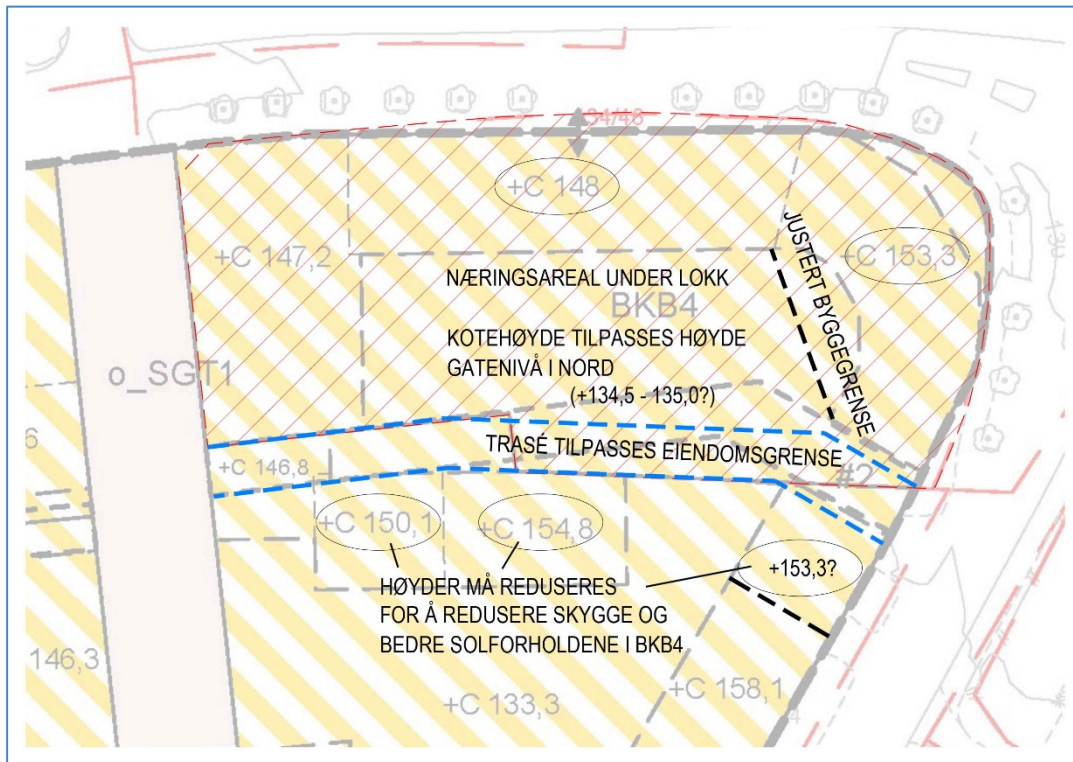 34/48
+C 148
+C 147,2
+C 153,3
JUSTERT BYGGEGRENSE
NÆRINGSAREAL UNDER LOKK
BKB4
KOTEHØYDE TILPASSES HØYDE
GATENIVÅ I NORD
(+134,5 - 135,0?)
o_SGT1
TRASÉ TILPASSES EIENDOMSGRENSE
+C 146,8
#2
+C 150,1
+C 154,8
+153,3?
HØYDER MÅ REDUSERES
FOR Å REDUSERE SKYGGE OG
BEDRE SOLFORHOLDENE I BKB4
146,3
+C 133,3
+C 158,1